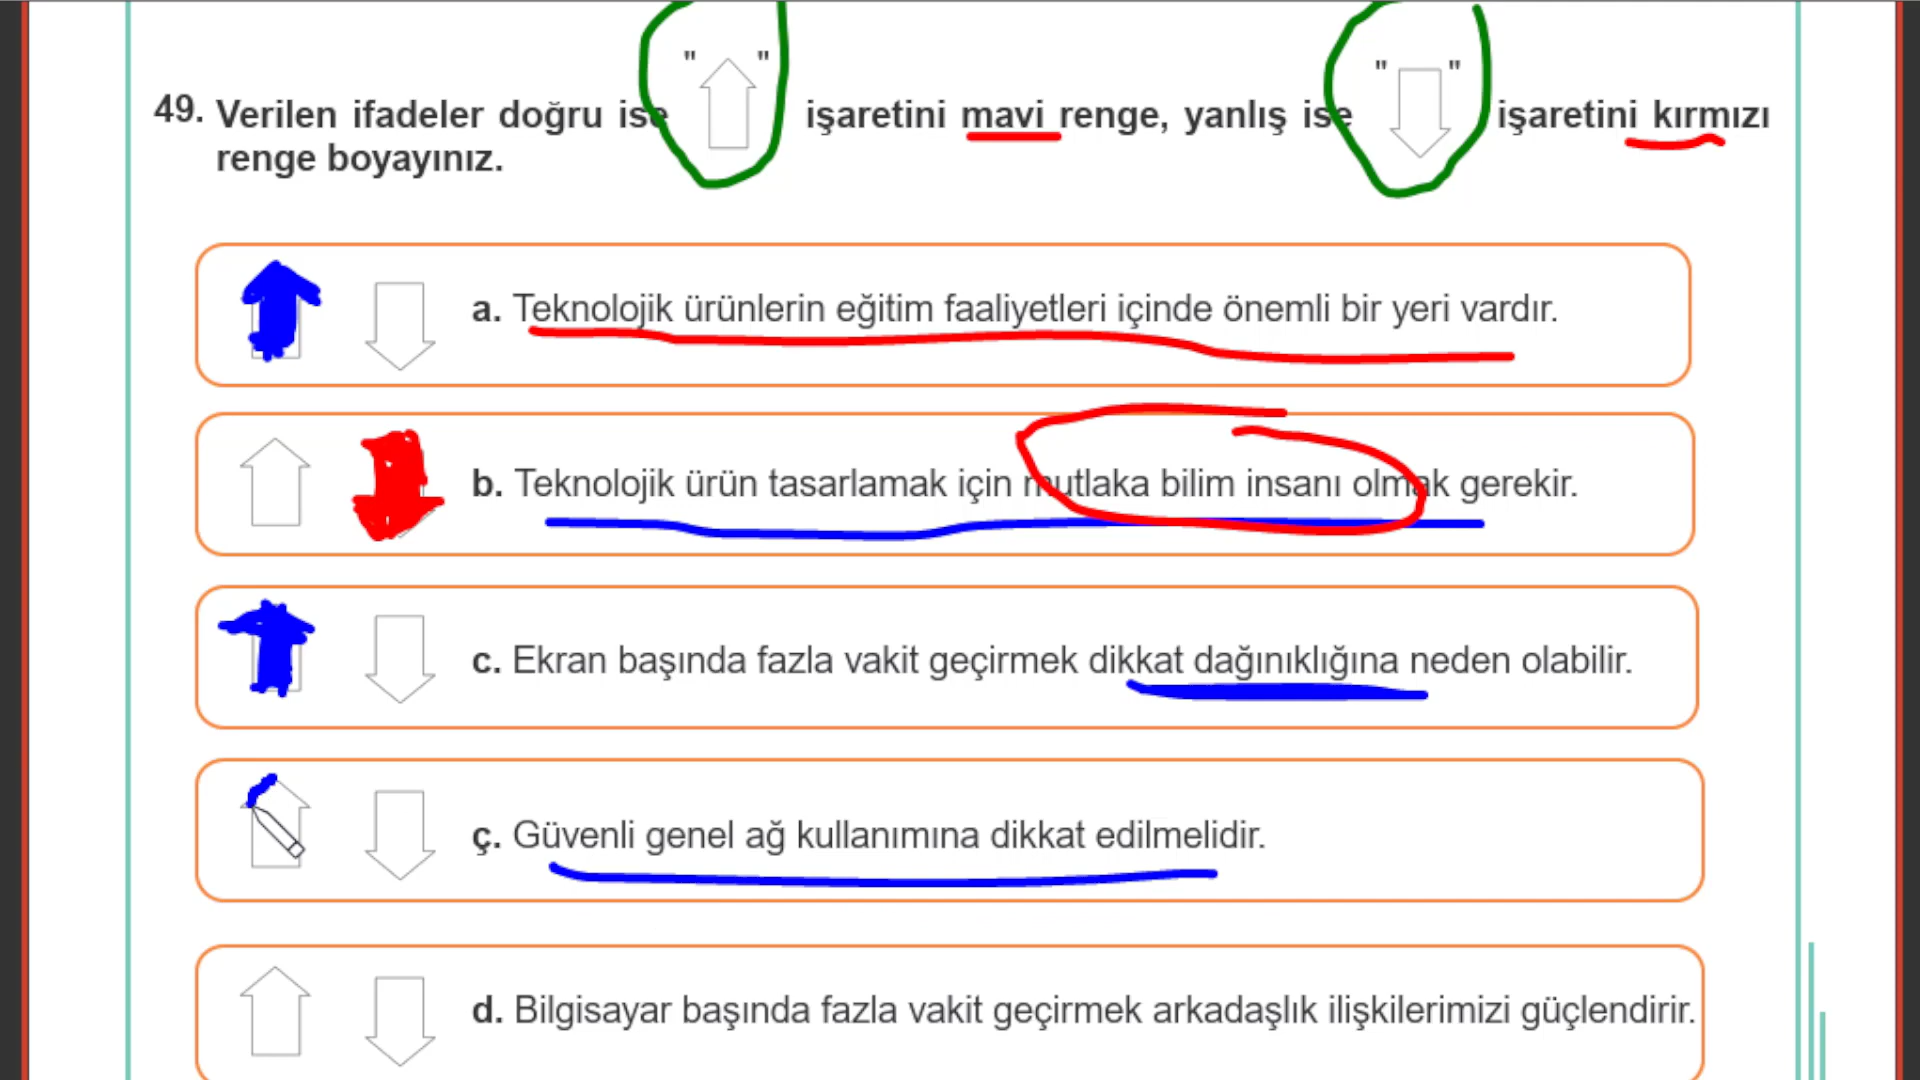 49. Verilen ifadeler doğru ise " " işaretini mavi renge, yanlış ise " " işaretini kırmızı
renge boyayınız.
a. Teknolojik ürünlerin eğitim faaliyetleri içinde önemli bir yeri vardır.
b. Teknolojik ürün tasarlamak için mutlaka bilim insanı olmak gerekir.
c. Ekran başında fazla vakit geçirmek dikkat dağınıklığına neden olabilir.
ç. Güvenli genel ağ kullanımına dikkat edilmelidir.
d. Bilgisayar başında fazla vakit geçirmek arkadaşlık ilişkilerimizi güçlendirir.